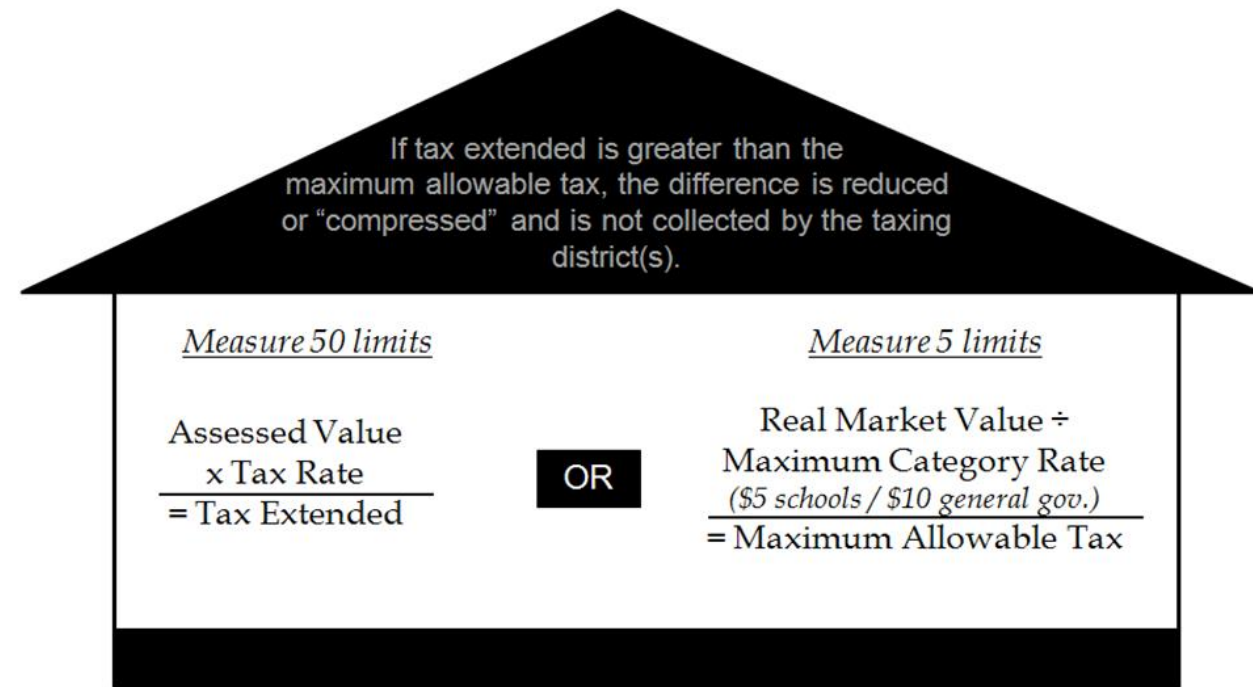 If tax extended is greater than the
maximum allowable tax, the difference is reduced
or “compressed” and is not collected by the taxing
district(s).
Measure 50 limits
Assessed Value
x Tax Rate
= Tax Extended
OR
Measure 5 limits
Real Market Value ÷
Maximum Category Rate
($5 schools / $10 general gov.)
= Maximum Allowable Tax